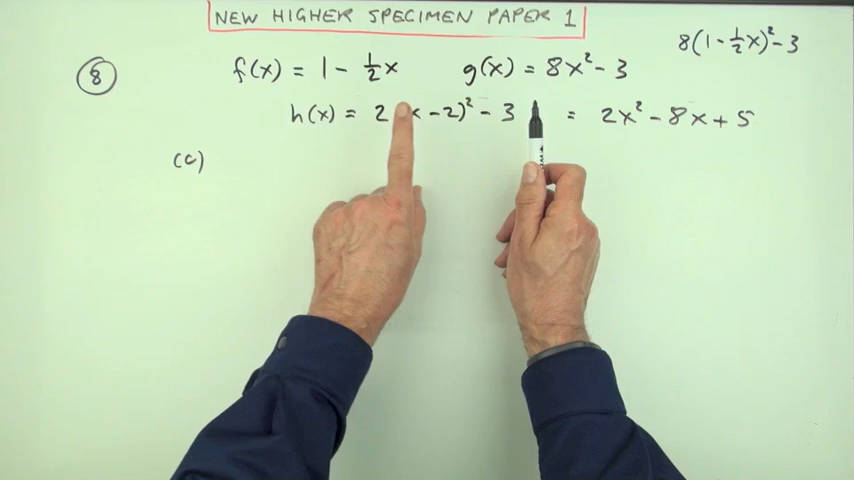 NEW HIGHER SPECIMEN PAPER 1
8(1 - ½x)² - 3
8 f(x) = 1 - ½x g(x) = 8x² - 3
h(x) = 2 x - 2)² - 3 = 2x² - 8x + 5
(c)